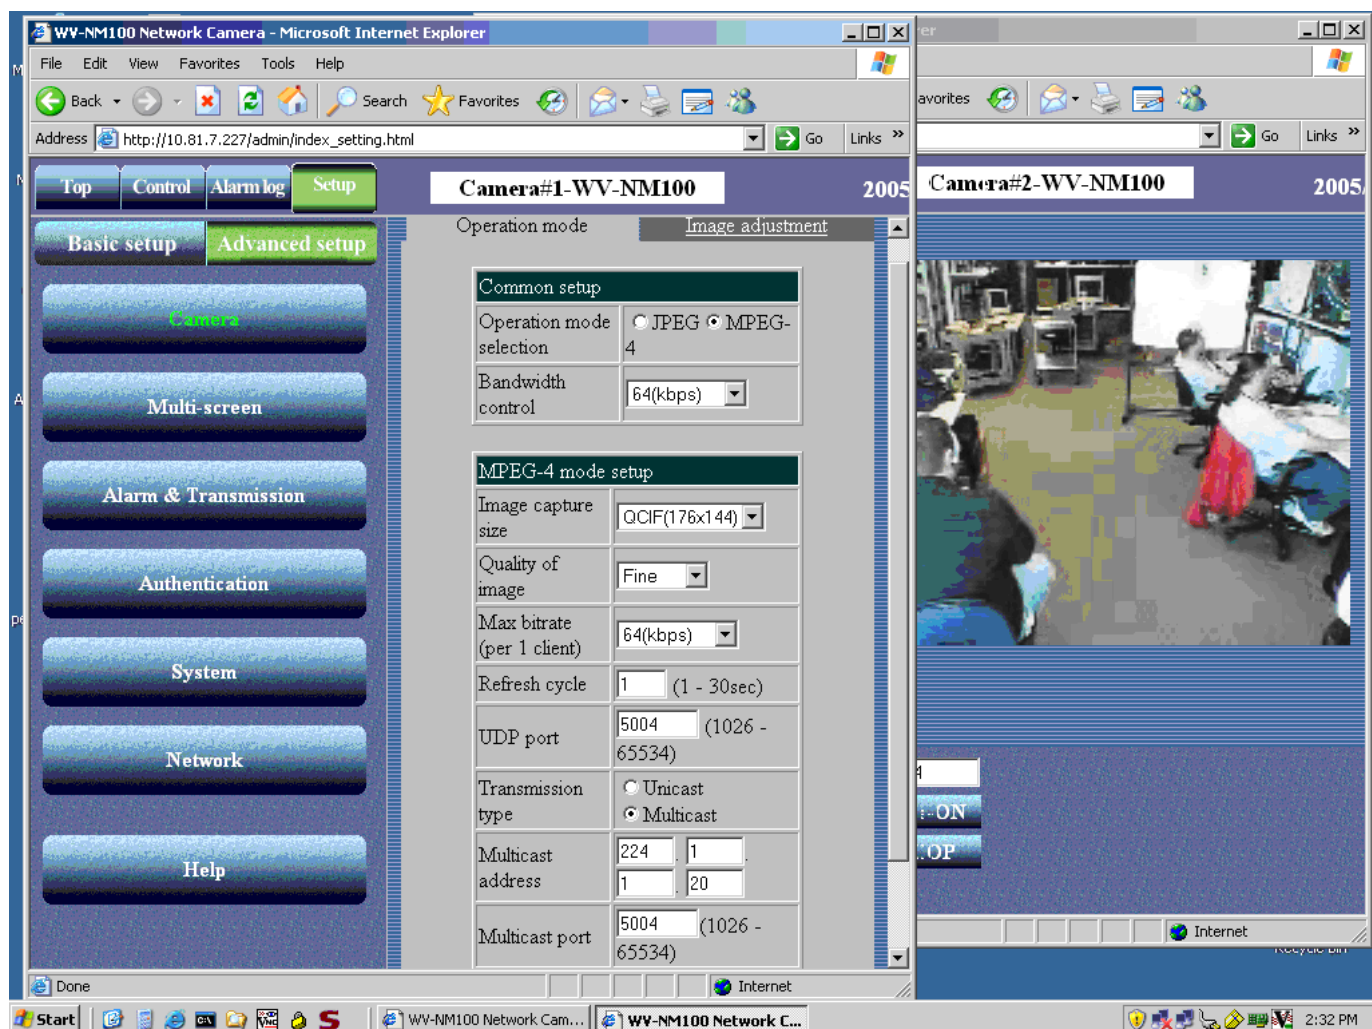 WV-NM100 Network Camera - Microsoft Internet Explorer
File Edit View Favorites Tools Help
Back Search Favorites
Address http://10.81.7.227/admin/index_setting.html Go Links »
Top Control Alarm log Setup
Camera#1-WV-NM100
2005
Basic setup Advanced setup
Camera
Multi-screen
Alarm & Transmission
Authentication
System
Network
Help
Operation mode Image adjustment
Common setup
Operation mode selection JPEG MPEG-4
Bandwidth control 64(kbps)
MPEG-4 mode setup
Image capture size QCIF(176x144)
Quality of image Fine
Max bitrate (per 1 client) 64(kbps)
Refresh cycle 1 (1 - 30sec)
UDP port 5004 (1026 - 65534)
Transmission type Unicast Multicast
Multicast address 224 . 1 . 1 . 20
Multicast port 5004 (1026 - 65534)
Done Internet
avorites
Go Links »
Camera#2-WV-NM100
2005/
-ON
OP
Internet
Recycle Bin
Start WV-NM100 Network Cam... WV-NM100 Network C... 2:32 PM